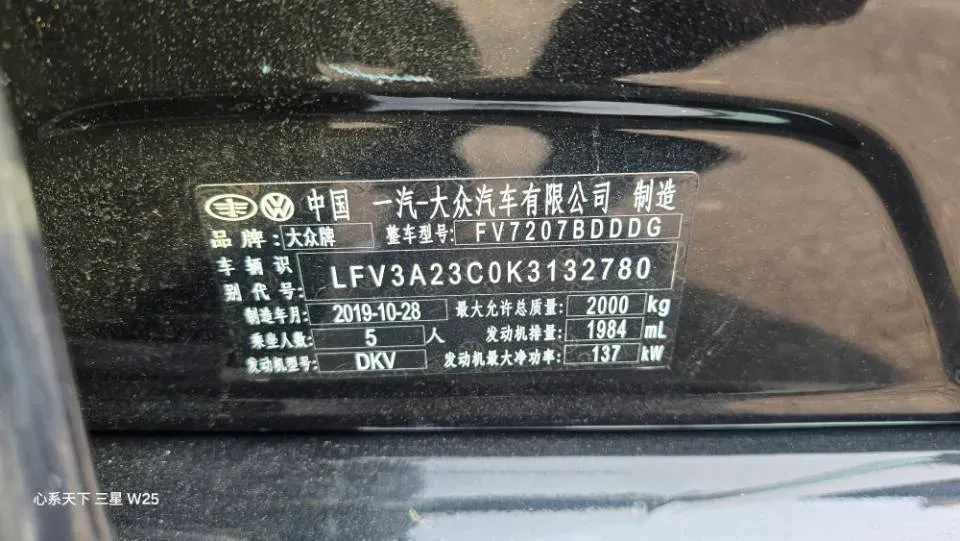 中国 一汽-大众汽车有限公司 制造
品牌: 大众牌 整车型号: FV7207BDDDG
车辆识别代号: LFV3A23C0K3132780
制造年月: 2019-10-28 最大允许总质量: 2000 kg
乘坐人数: 5 人 发动机排量: 1984 mL
发动机型号: DKV 发动机最大净功率: 137 kW
心系天下 三星 W25